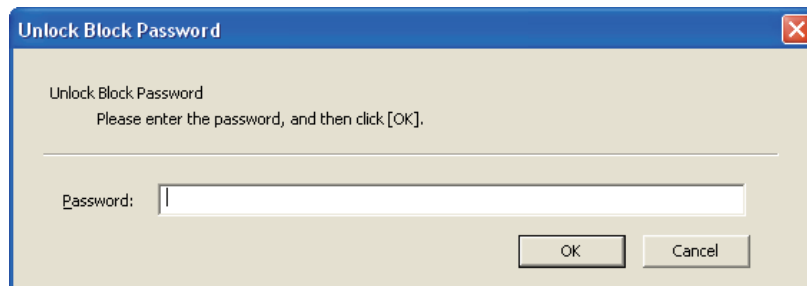 Unlock Block Password
Unlock Block Password
Please enter the password, and then click [OK].
Password:
OK Cancel